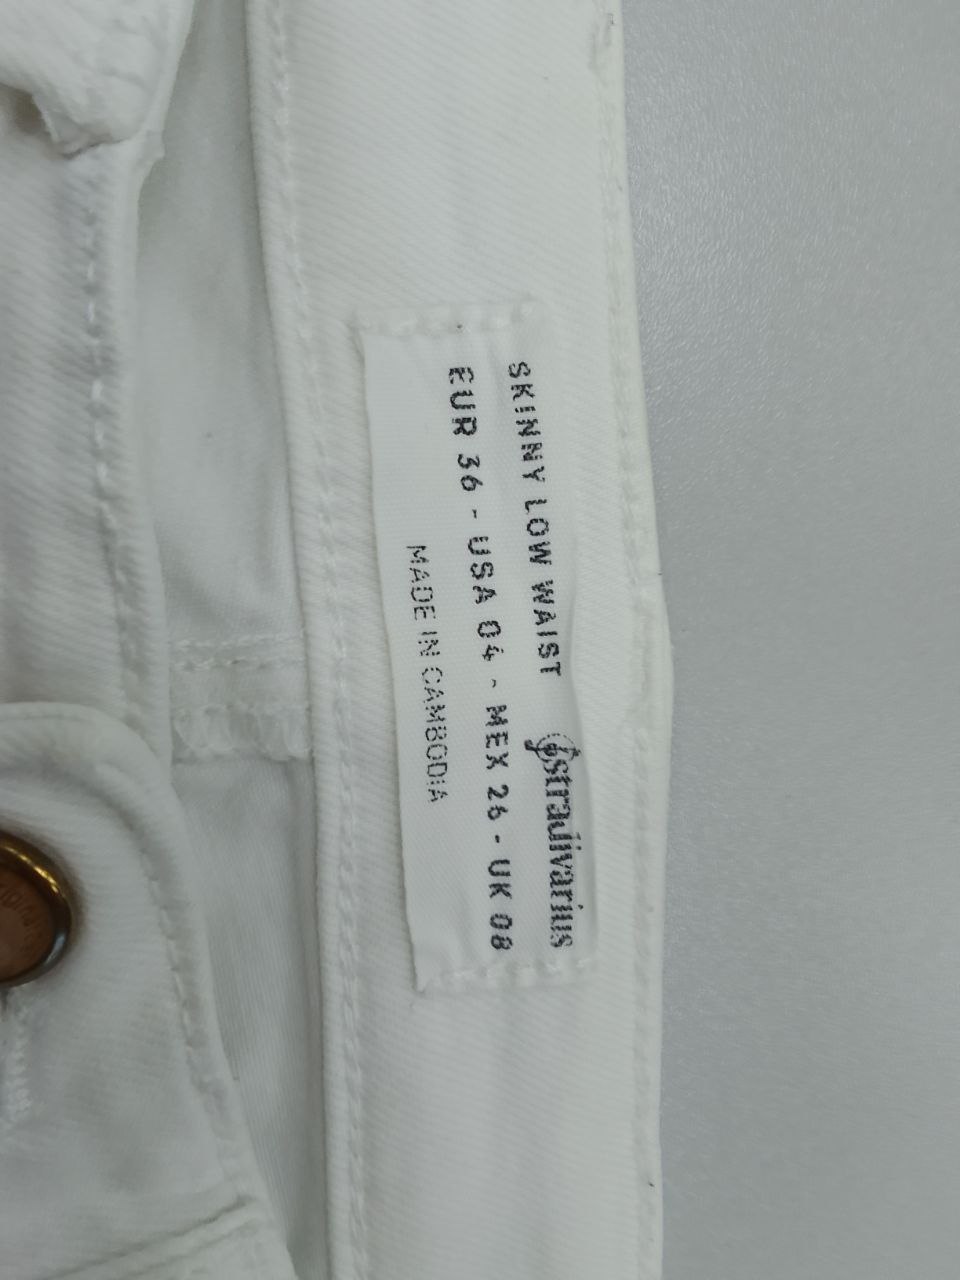 SKINNY LOW WAIST stradivarius
EUR 36 - USA 04 - MEX 26 - UK 08
MADE IN CAMBODIA